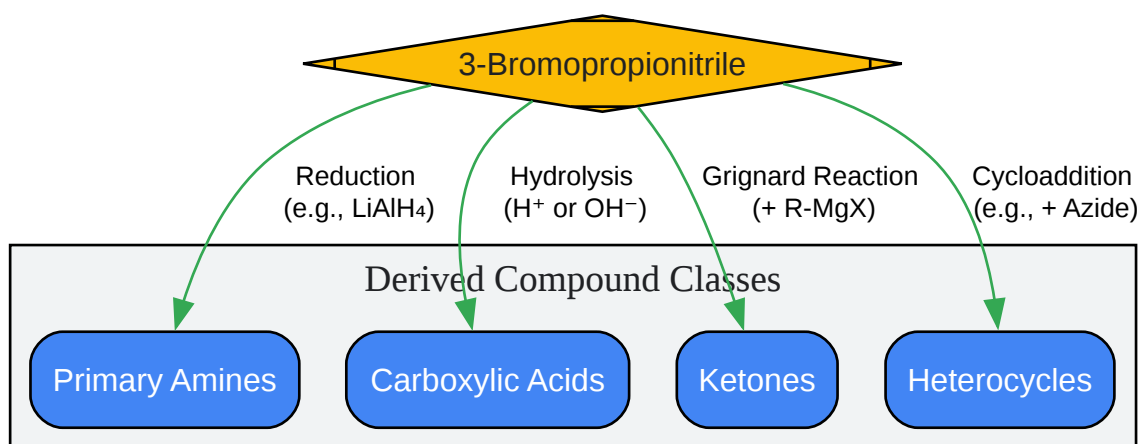 3-Bromopropionitrile
Reduction
(e.g., LiAlH₄)
Hydrolysis
(H⁺ or OH⁻)
Grignard Reaction
(+ R-MgX)
Cycloaddition
(e.g., + Azide)
Derived Compound Classes
Primary Amines
Carboxylic Acids
Ketones
Heterocycles